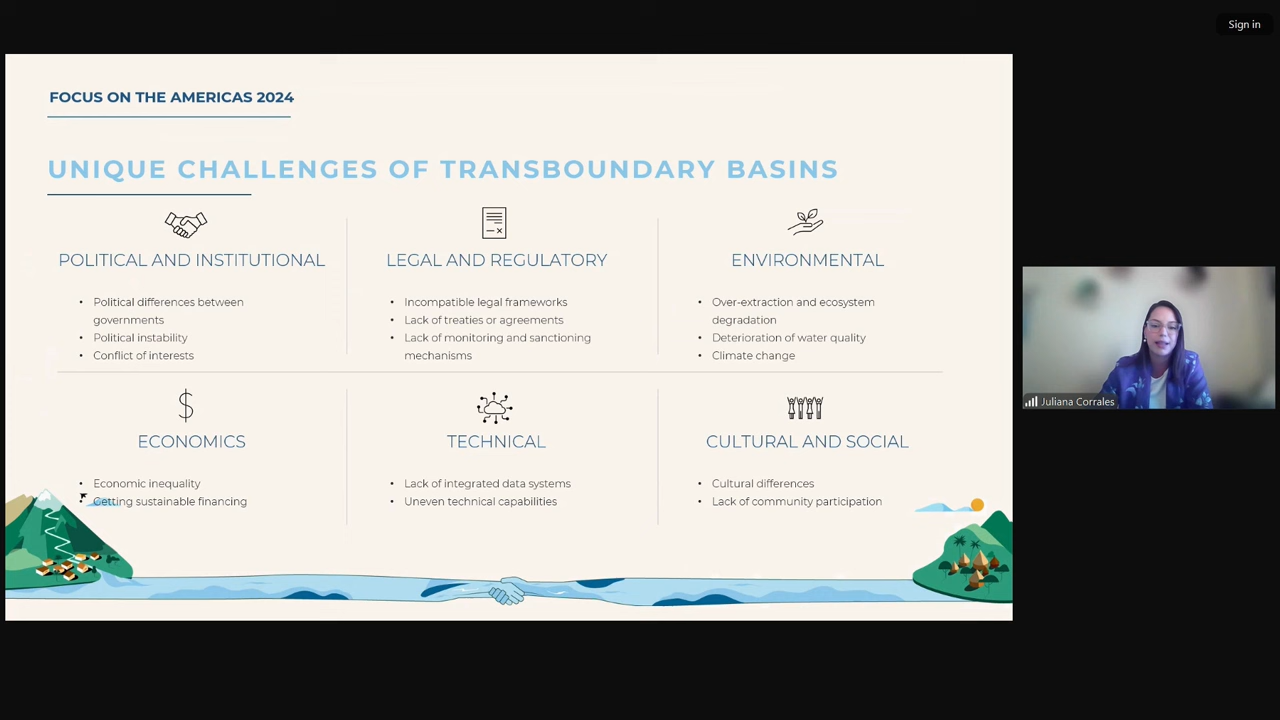 Sign in
FOCUS ON THE AMERICAS 2024
UNIQUE CHALLENGES OF TRANSBOUNDARY BASINS
POLITICAL AND INSTITUTIONAL
• Political differences between
governments
• Political instability
• Conflict of interests
LEGAL AND REGULATORY
• Incompatible legal frameworks
• Lack of treaties or agreements
• Lack of monitoring and sanctioning
mechanisms
ENVIRONMENTAL
• Over-extraction and ecosystem
degradation
• Deterioration of water quality
• Climate change
$
ECONOMICS
• Economic inequality
• Getting sustainable financing
TECHNICAL
• Lack of integrated data systems
• Uneven technical capabilities
CULTURAL AND SOCIAL
• Cultural differences
• Lack of community participation
Juliana Corrales